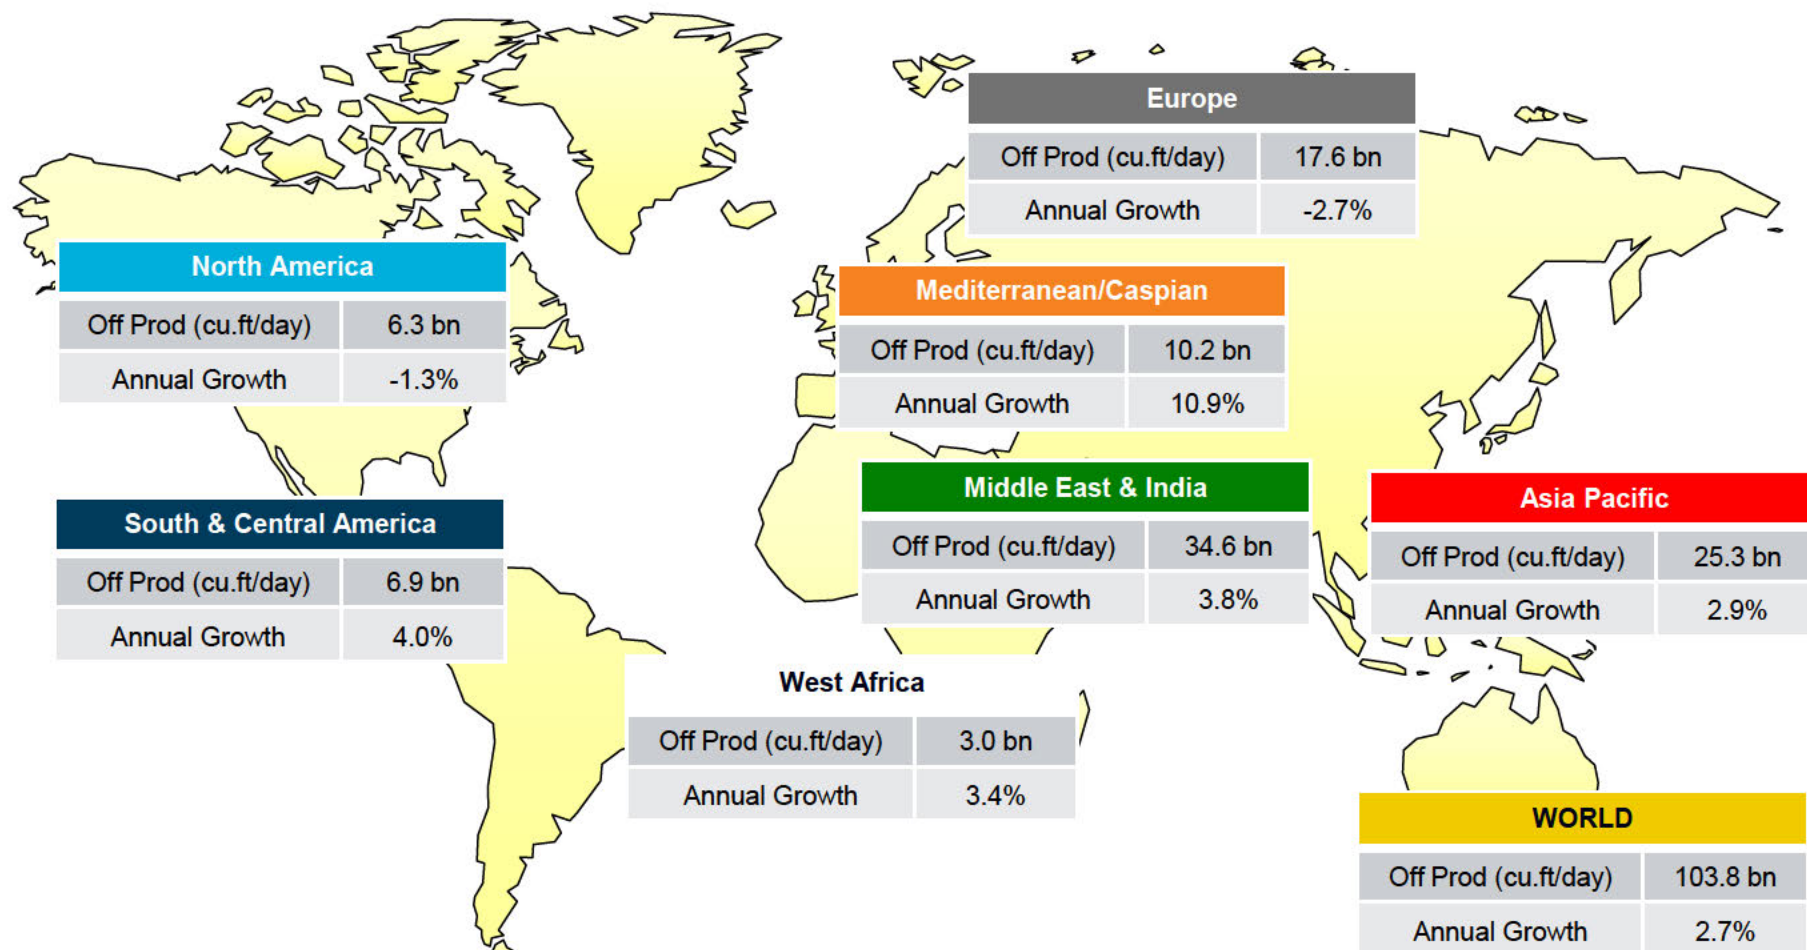 Europe
Off Prod (cu.ft/day) 17.6 bn
Annual Growth -2.7%
North America
Off Prod (cu.ft/day) 6.3 bn
Annual Growth -1.3%
Mediterranean/Caspian
Off Prod (cu.ft/day) 10.2 bn
Annual Growth 10.9%
Middle East & India
Off Prod (cu.ft/day) 34.6 bn
Annual Growth 3.8%
Asia Pacific
Off Prod (cu.ft/day) 25.3 bn
Annual Growth 2.9%
South & Central America
Off Prod (cu.ft/day) 6.9 bn
Annual Growth 4.0%
West Africa
Off Prod (cu.ft/day) 3.0 bn
Annual Growth 3.4%
WORLD
Off Prod (cu.ft/day) 103.8 bn
Annual Growth 2.7%